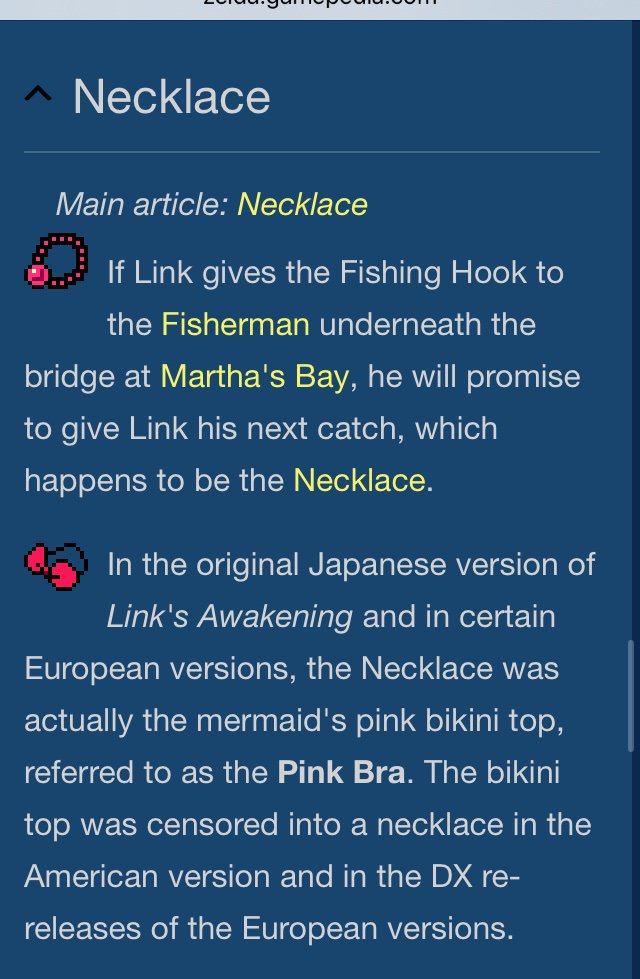 zelda.gamepedia.com
Necklace
Main article: Necklace
If Link gives the Fishing Hook to
the Fisherman underneath the
bridge at Martha's Bay, he will promise
to give Link his next catch, which
happens to be the Necklace.
In the original Japanese version of
Link's Awakening and in certain
European versions, the Necklace was
actually the mermaid's pink bikini top,
referred to as the Pink Bra. The bikini
top was censored into a necklace in the
American version and in the DX re-
releases of the European versions.